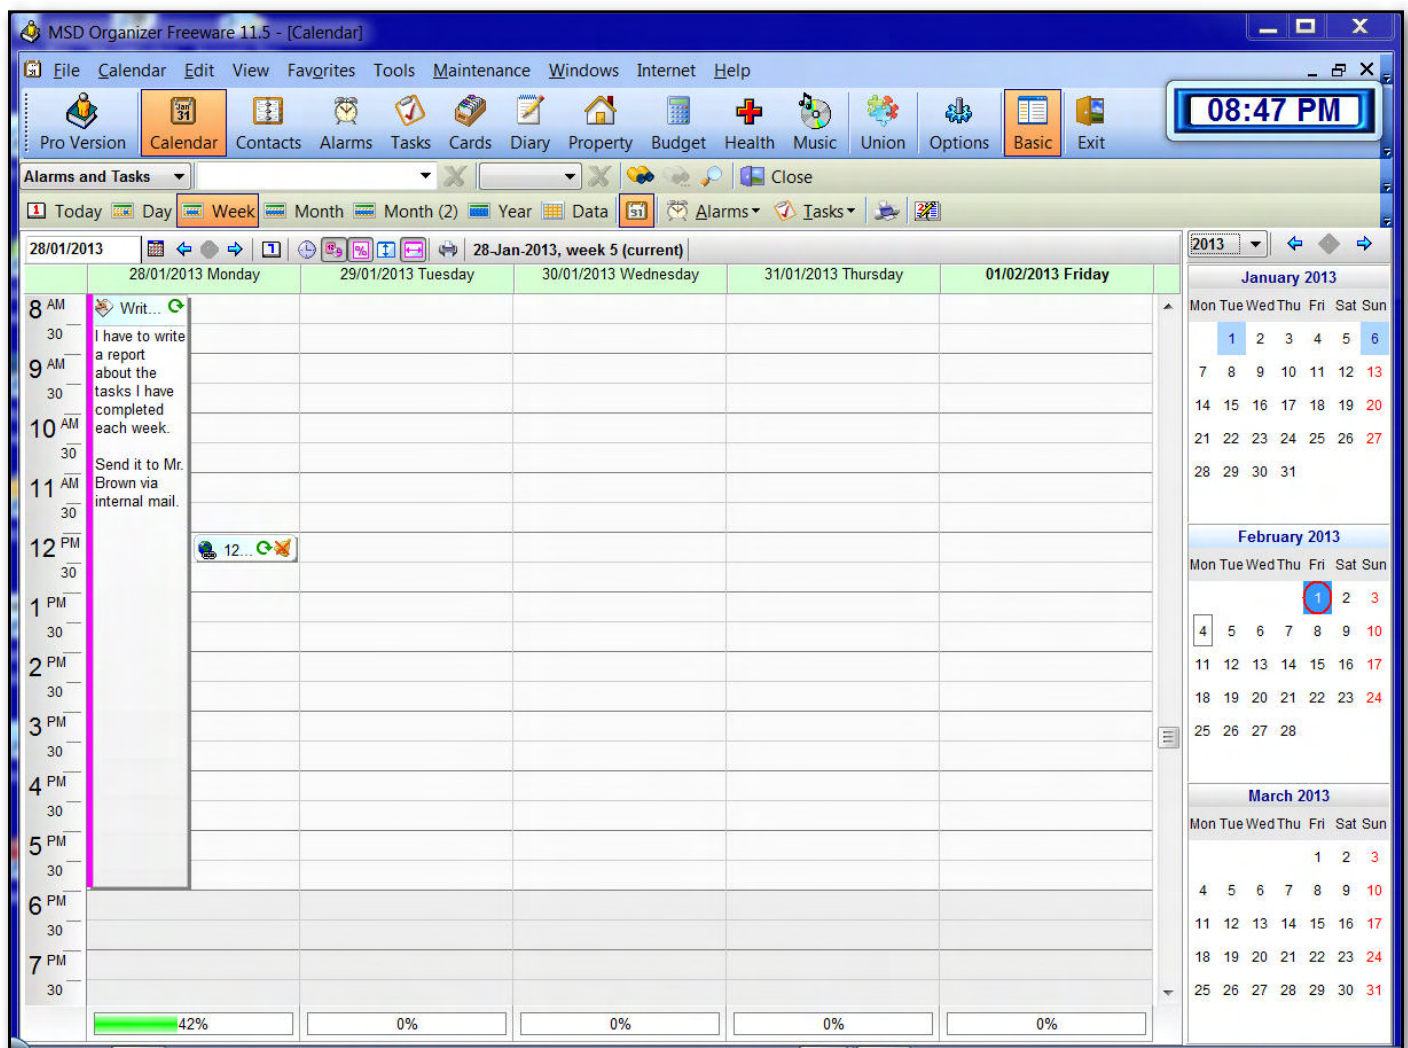 MSD Organizer Freeware 11.5 - [Calendar]
File Calendar Edit View Favorites Tools Maintenance Windows Internet Help
Pro Version Calendar Contacts Alarms Tasks Cards Diary Property Budget Health Music Union Options Basic Exit
08:47 PM
Alarms and Tasks Close
Today Day Week Month Month (2) Year Data Alarms Tasks
28/01/2013 28-Jan-2013, week 5 (current)
28/01/2013 Monday 29/01/2013 Tuesday 30/01/2013 Wednesday 31/01/2013 Thursday 01/02/2013 Friday
8 AM
30
9 AM
30
10 AM
30
11 AM
30
12 PM
30
1 PM
30
2 PM
30
3 PM
30
4 PM
30
5 PM
30
6 PM
30
7 PM
30
Writ...
I have to write
a report
about the
tasks I have
completed
each week.
Send it to Mr.
Brown via
internal mail.
12...
42% 0% 0% 0% 0%
2013
January 2013
Mon Tue Wed Thu Fri Sat Sun
1 2 3 4 5 6
7 8 9 10 11 12 13
14 15 16 17 18 19 20
21 22 23 24 25 26 27
28 29 30 31
February 2013
Mon Tue Wed Thu Fri Sat Sun
1 2 3
4 5 6 7 8 9 10
11 12 13 14 15 16 17
18 19 20 21 22 23 24
25 26 27 28
March 2013
Mon Tue Wed Thu Fri Sat Sun
1 2 3
4 5 6 7 8 9 10
11 12 13 14 15 16 17
18 19 20 21 22 23 24
25 26 27 28 29 30 31